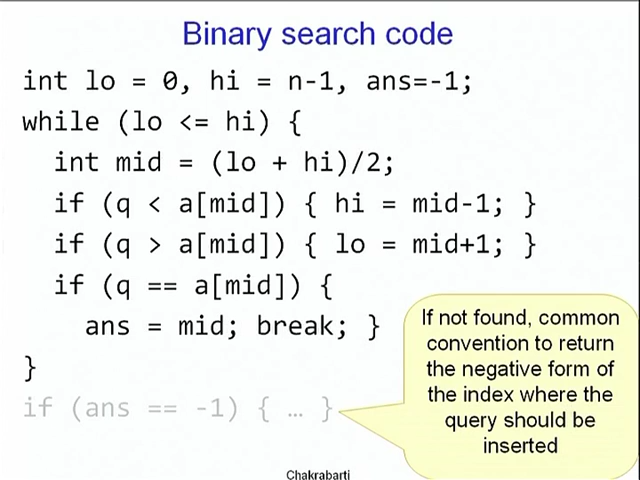 Binary search code
int lo = 0, hi = n-1, ans=-1;
while (lo <= hi) {
int mid = (lo + hi)/2;
if (q < a[mid]) { hi = mid-1; }
if (q > a[mid]) { lo = mid+1; }
if (q == a[mid]) {
ans = mid; break; }
}
if (ans == -1) { … }
If not found, common
convention to return
the negative form of
the index where the
query should be
inserted
Chakrabarti